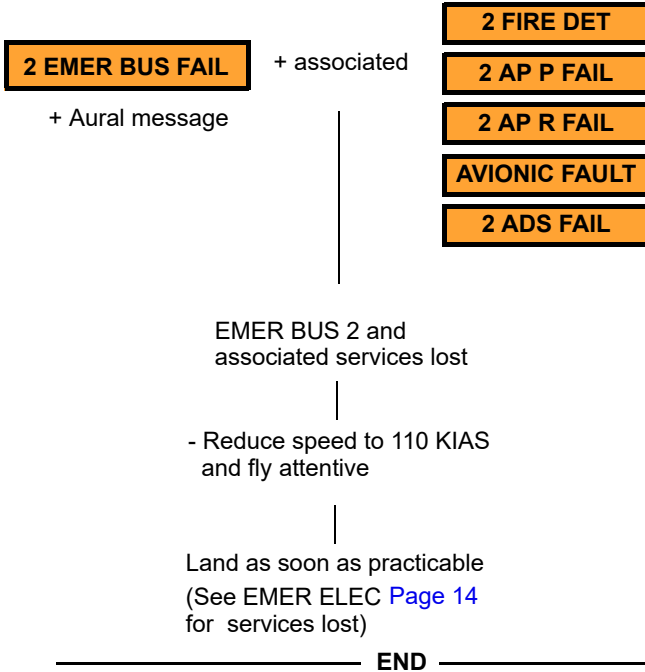 2 EMER BUS FAIL
+ Aural message
+ associated
2 FIRE DET
2 AP P FAIL
2 AP R FAIL
AVIONIC FAULT
2 ADS FAIL
EMER BUS 2 and
associated services lost
- Reduce speed to 110 KIAS
and fly attentive
Land as soon as practicable
(See EMER ELEC Page 14
for services lost)
END